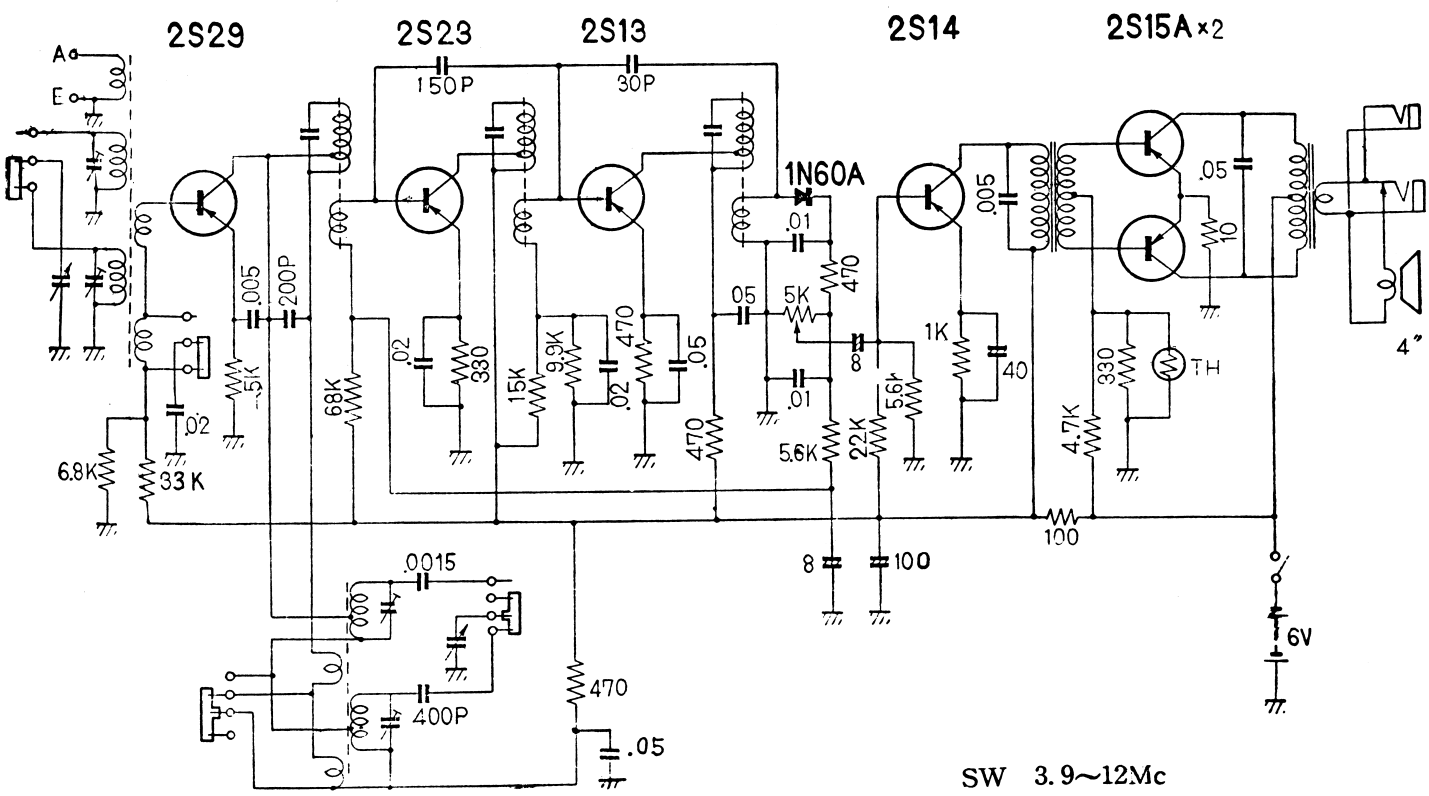 2S29
2S23
2S13
2S14
2S15A×2
A
E
150P
30P
1N60A
.005
.05
.01
10
.005
200P
470
05
5K
470
1K
4"
.02
330
9.9K
.05
8
40
330
TH
.5K
68K
15K
.02
.01
5.6K
.02
470
5.6K
22K
4.7K
6.8K
33K
100
.0015
8
100
6V
470
400P
.05
SW 3.9~12Mc